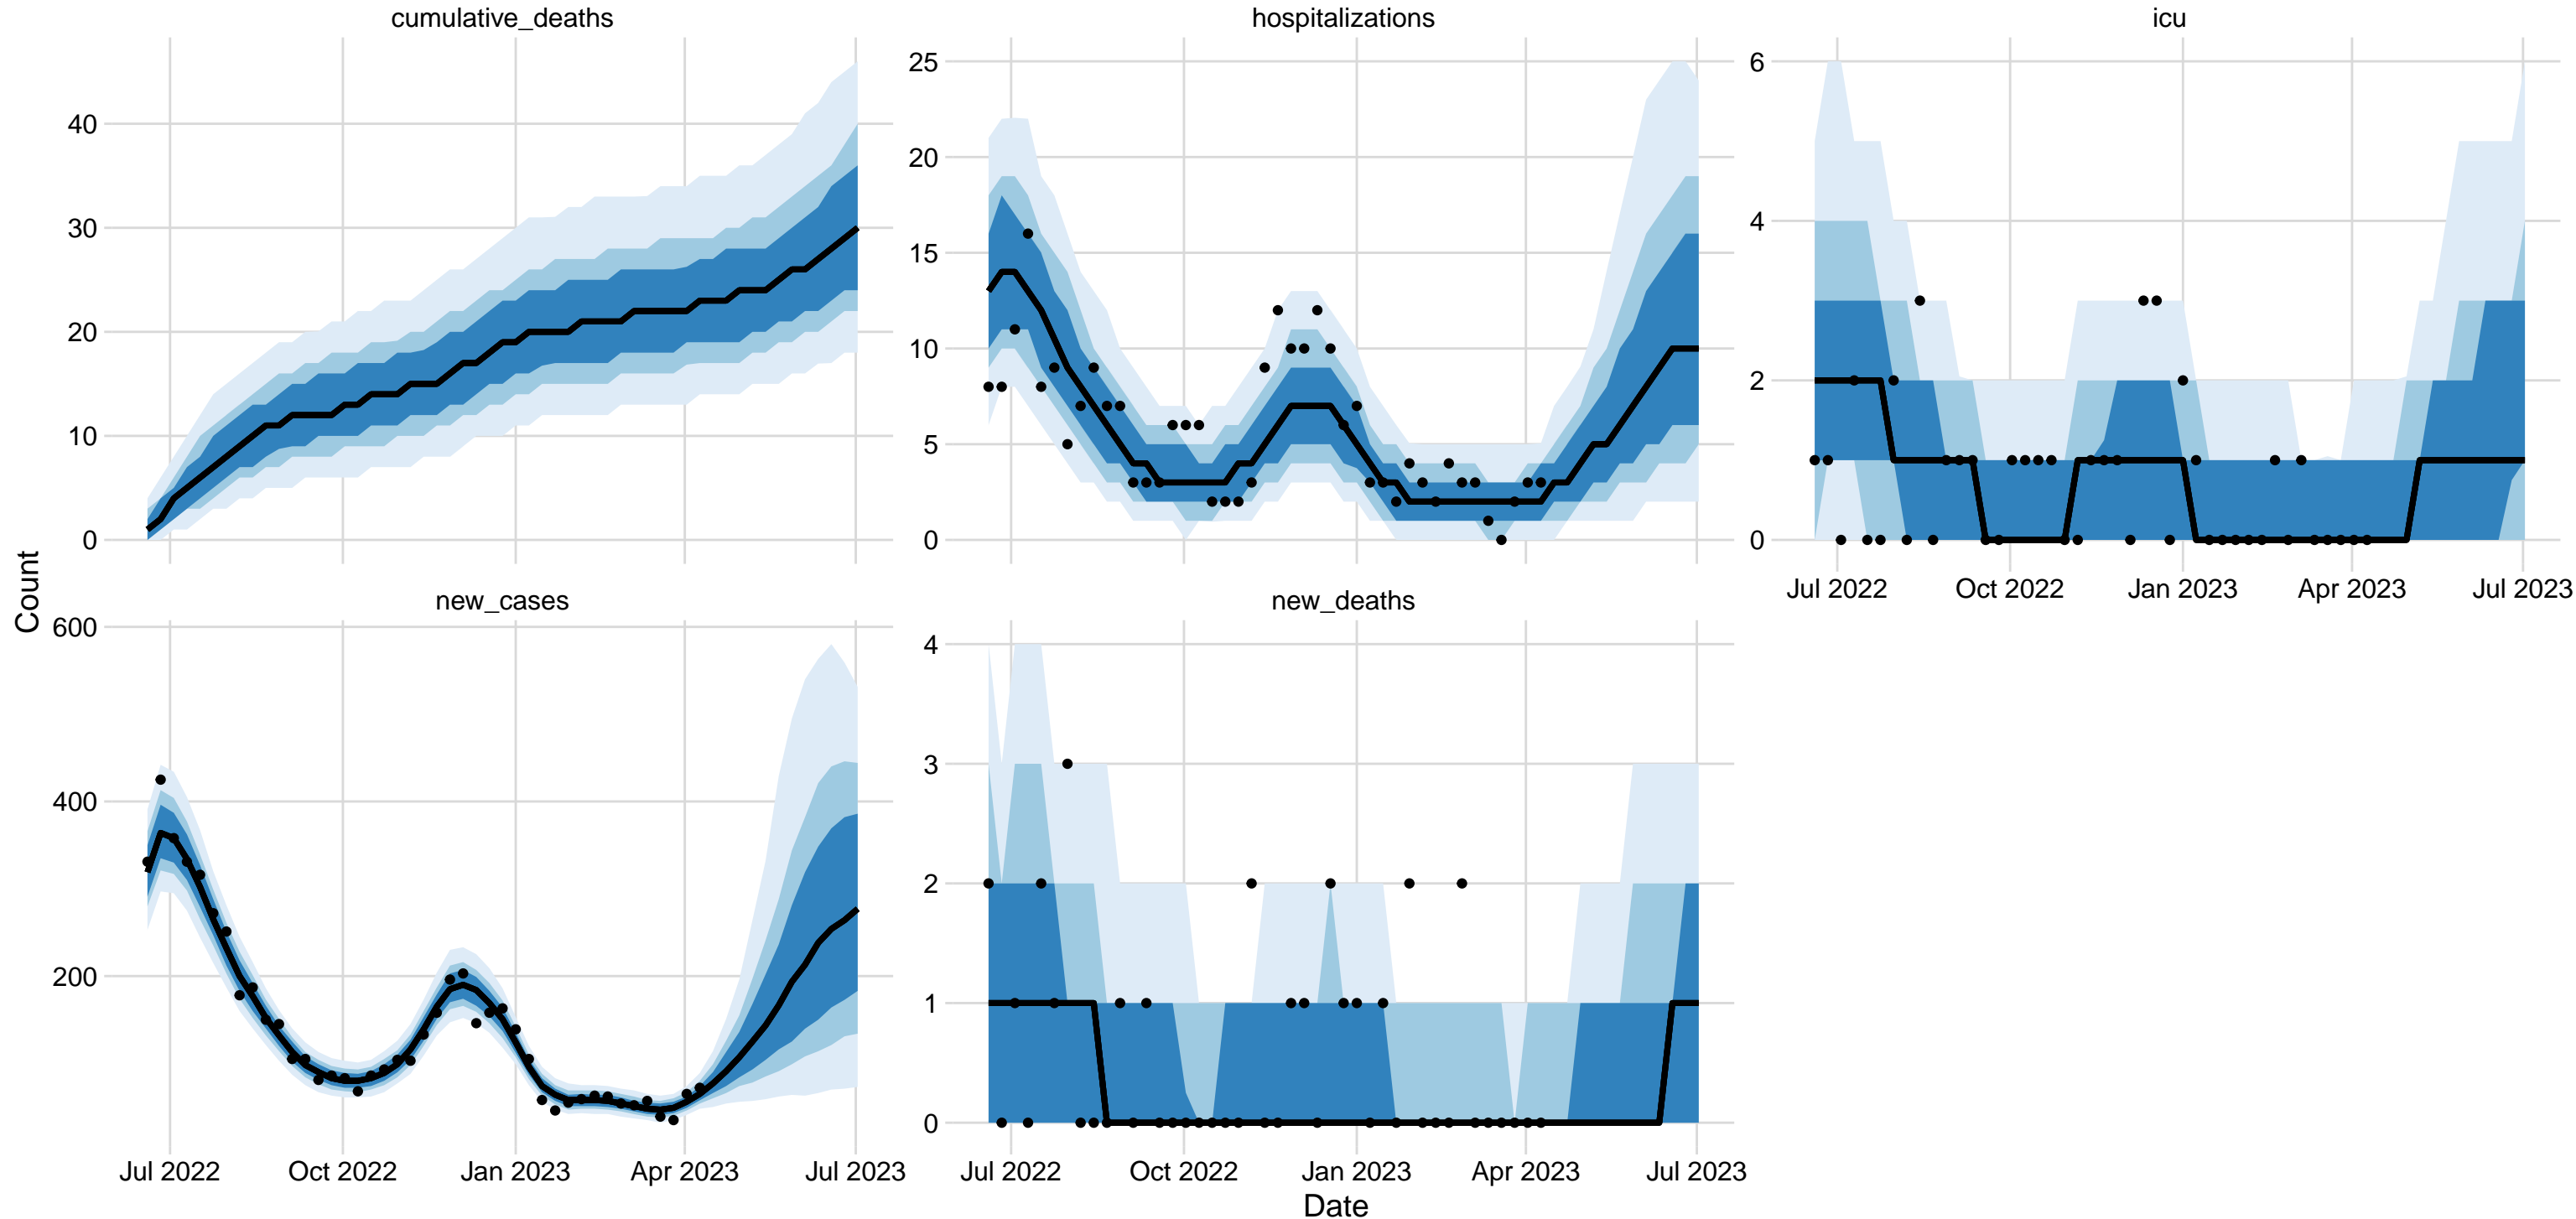 cumulative_deaths
hospitalizations
icu
40
30
20
10
0
25
20
15
10
5
0
6
4
2
0
Jul 2022
Oct 2022
Jan 2023
Apr 2023
Jul 2023
Count
new_cases
new_deaths
600
400
200
4
3
2
1
0
Jul 2022
Oct 2022
Jan 2023
Apr 2023
Jul 2023
Jul 2022
Oct 2022
Jan 2023
Apr 2023
Jul 2023
Date